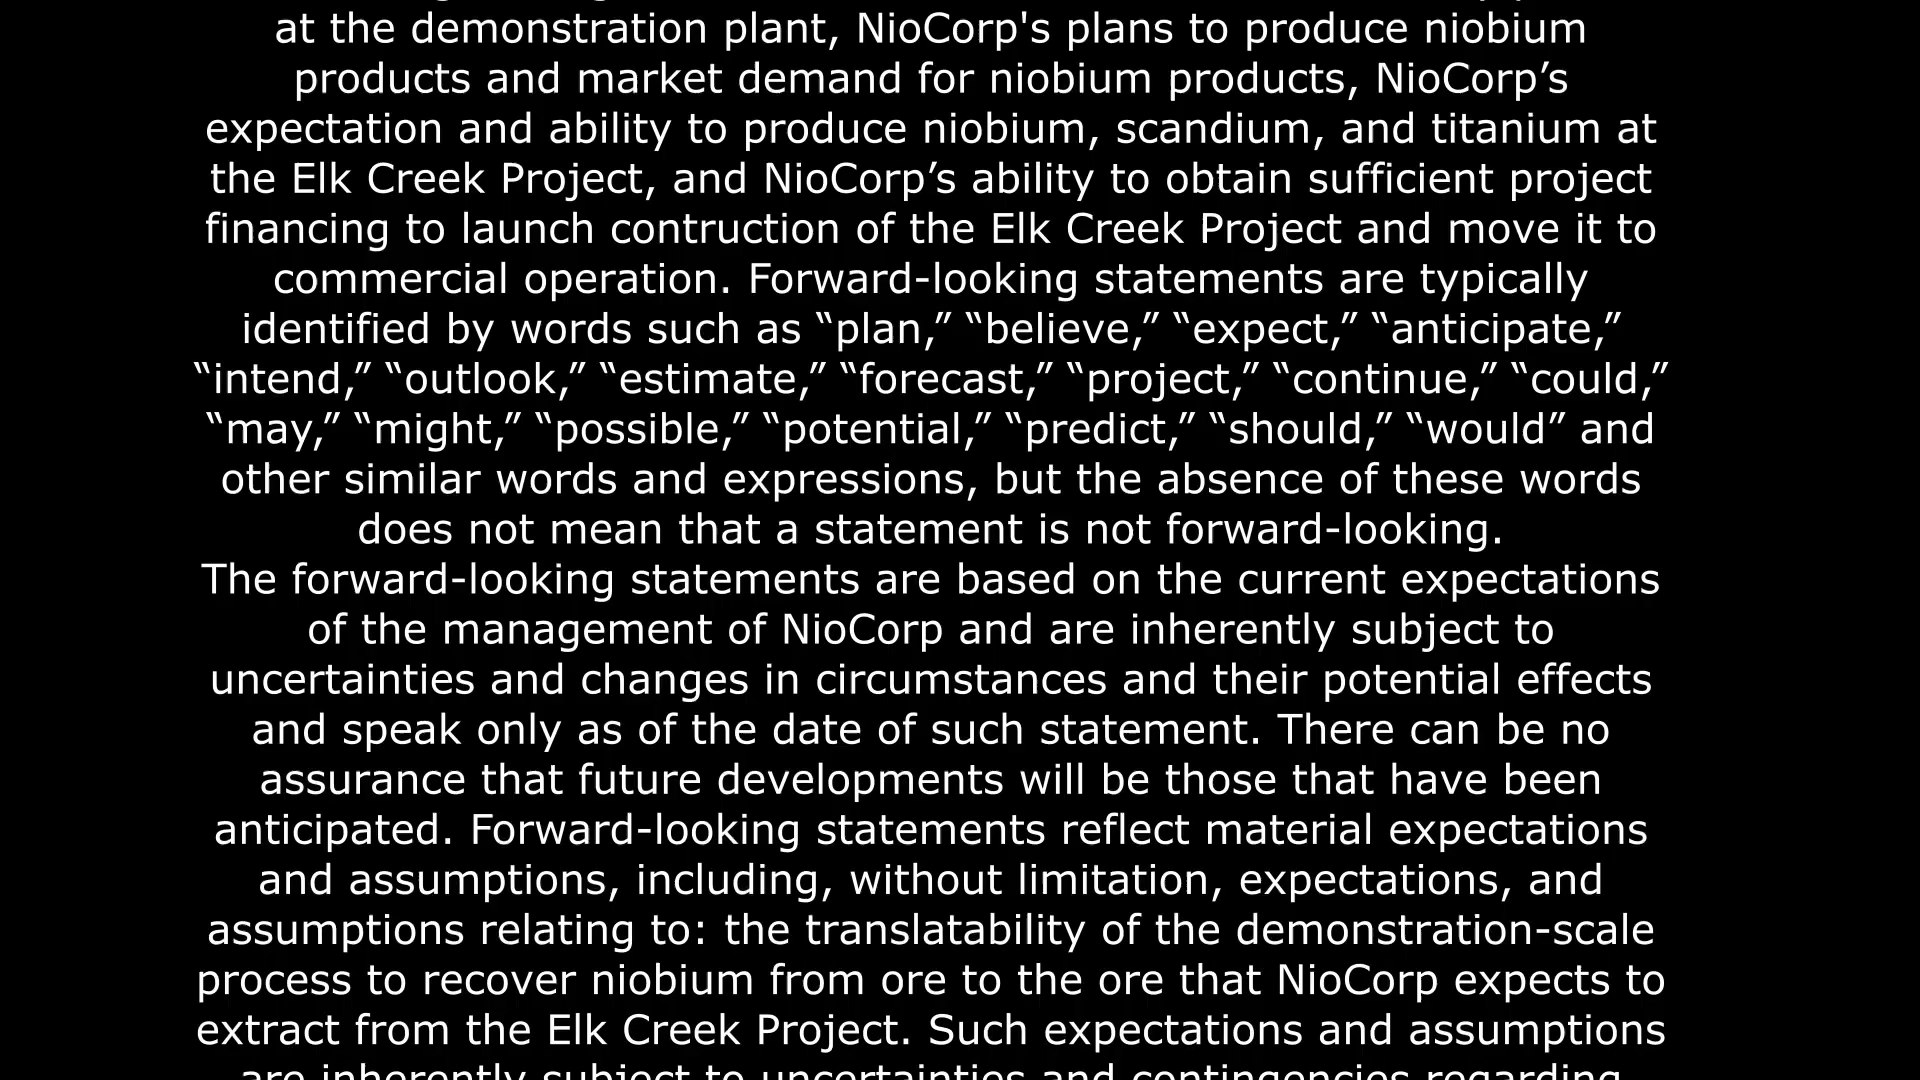 at the demonstration plant, NioCorp's plans to produce niobium
products and market demand for niobium products, NioCorp’s
expectation and ability to produce niobium, scandium, and titanium at
the Elk Creek Project, and NioCorp’s ability to obtain sufficient project
financing to launch contruction of the Elk Creek Project and move it to
commercial operation. Forward-looking statements are typically
identified by words such as “plan,” “believe,” “expect,” “anticipate,”
“intend,” “outlook,” “estimate,” “forecast,” “project,” “continue,” “could,”
“may,” “might,” “possible,” “potential,” “predict,” “should,” “would” and
other similar words and expressions, but the absence of these words
does not mean that a statement is not forward-looking.
The forward-looking statements are based on the current expectations
of the management of NioCorp and are inherently subject to
uncertainties and changes in circumstances and their potential effects
and speak only as of the date of such statement. There can be no
assurance that future developments will be those that have been
anticipated. Forward-looking statements reflect material expectations
and assumptions, including, without limitation, expectations, and
assumptions relating to: the translatability of the demonstration-scale
process to recover niobium from ore to the ore that NioCorp expects to
extract from the Elk Creek Project. Such expectations and assumptions
are inherently subject to uncertainties and contingencies regarding